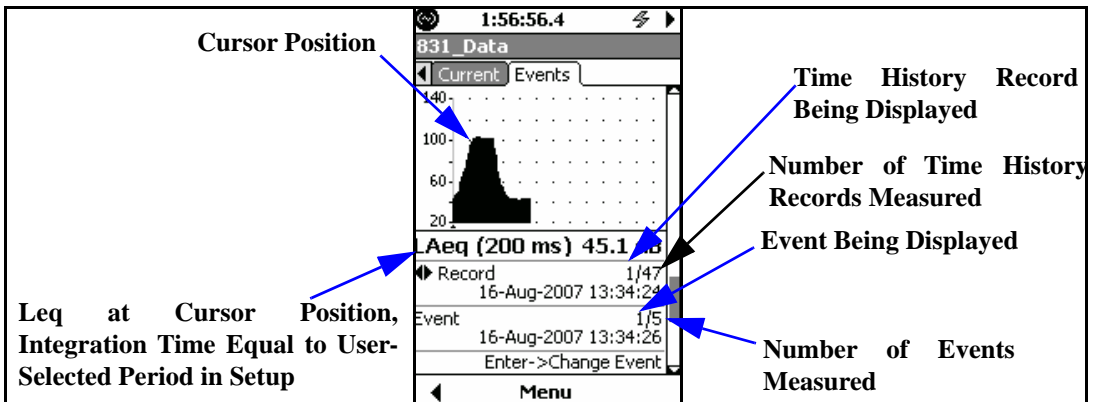 Cursor Position
1:56:56.4
831_Data
Current Events
140
100
60
20
LAeq (200 ms) 45.1 dB
Record 1/47
16-Aug-2007 13:34:24
Event 1/5
16-Aug-2007 13:34:26
Enter->Change Event
Menu
Leq at Cursor Position,
Integration Time Equal to User-
Selected Period in Setup
Time History Record
Being Displayed
Number of Time History
Records Measured
Event Being Displayed
Number of Events
Measured